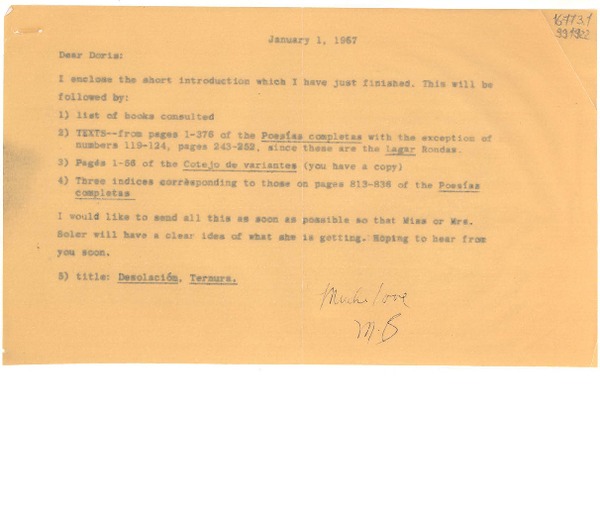 January 1, 1967
Dear Doris:
I enclose the short introduction which I have just finished. This will be
followed by:
1) list of books consulted
2) TEXTS--from pages 1-376 of the Poesías completas with the exception of
numbers 119-124, pages 243-252, since these are the Lagar Rondas.
3) Pages 1-56 of the Cotejo de variantes (you have a copy)
4) Three indices corresponding to those on pages 813-836 of the Poesías
completas
I would like to send all this as soon as possible so that Miss or Mrs.
Soler will have a clear idea of what she is getting. Hoping to hear from
you soon.
5) title: Desolación, Ternura.
Much love
M.B